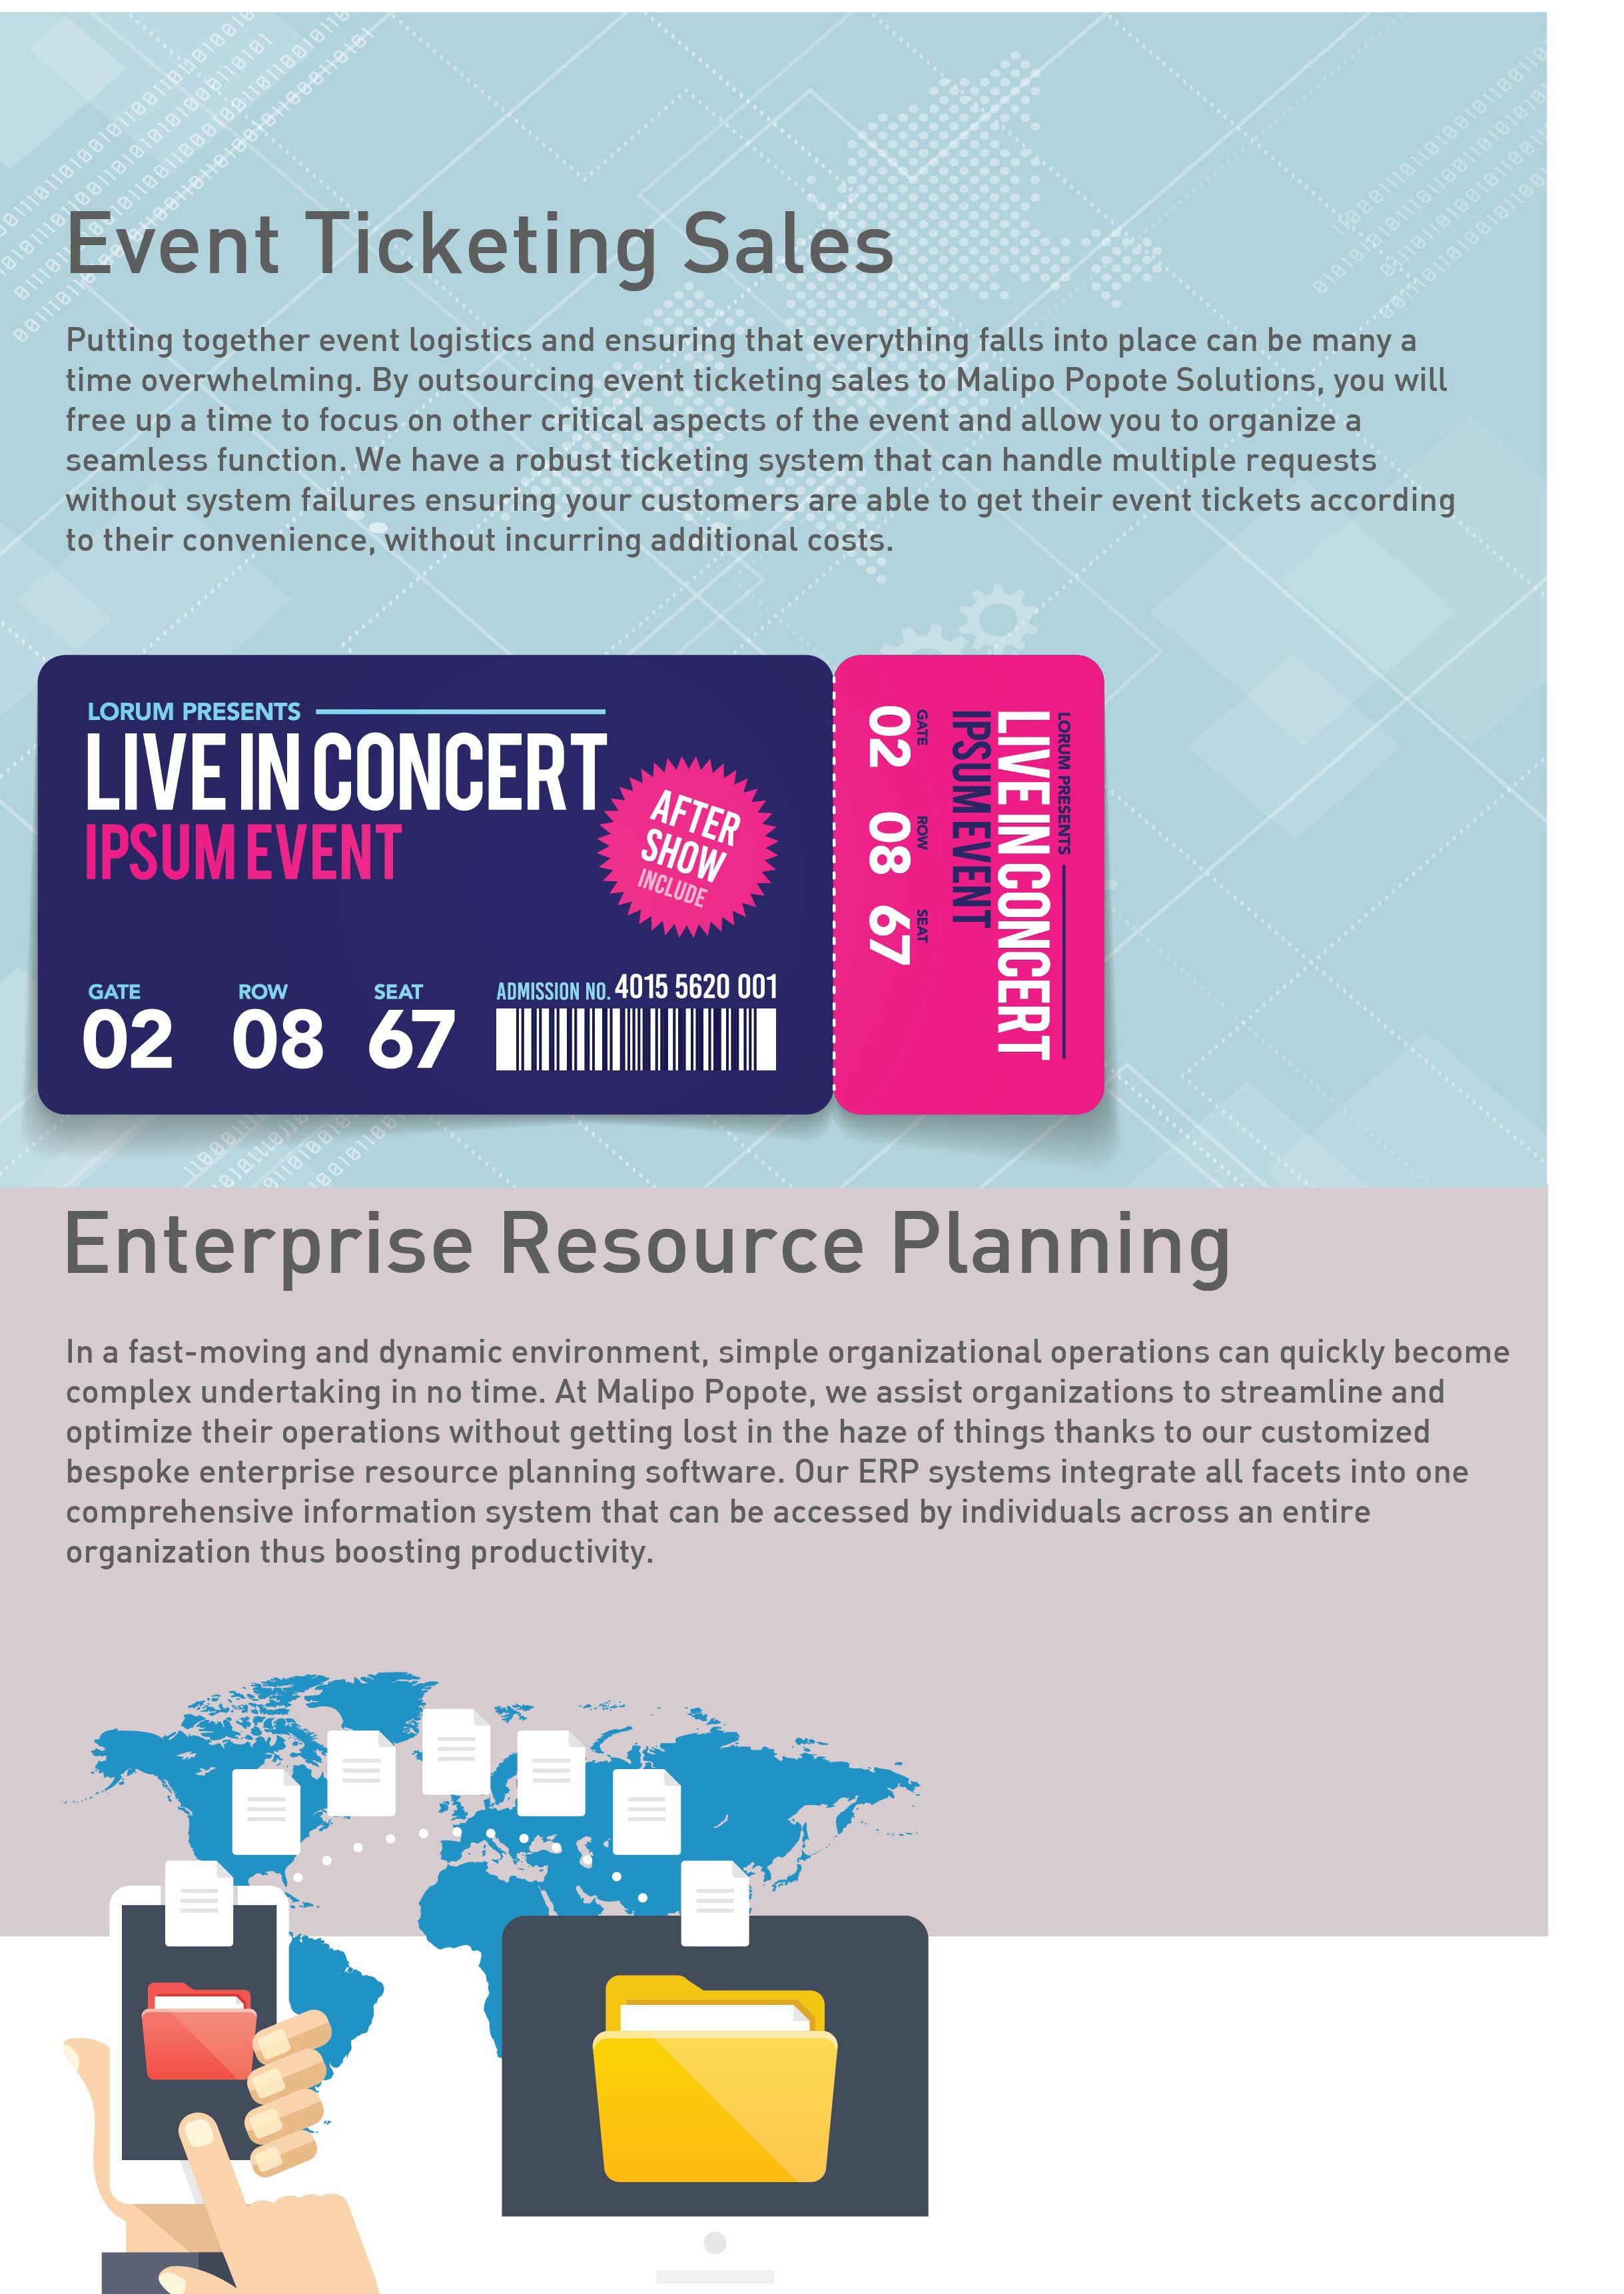 Event Ticketing Sales
Putting together event logistics and ensuring that everything falls into place can be many a
time overwhelming. By outsourcing event ticketing sales to Malipo Popote Solutions, you will
free up a time to focus on other critical aspects of the event and allow you to organize a
seamless function. We have a robust ticketing system that can handle multiple requests
without system failures ensuring your customers are able to get their event tickets according
to their convenience, without incurring additional costs.
LORUM PRESENTS
LIVE IN CONCERT
IPSUM EVENT
AFTER
SHOW
INCLUDE
GATE ROW SEAT
02 08 67
ADMISSION NO. 4015 5620 001
LORUM PRESENTS
LIVE IN CONCERT
IPSUM EVENT
GATE ROW SEAT
02 08 67
Enterprise Resource Planning
In a fast-moving and dynamic environment, simple organizational operations can quickly become
complex undertaking in no time. At Malipo Popote, we assist organizations to streamline and
optimize their operations without getting lost in the haze of things thanks to our customized
bespoke enterprise resource planning software. Our ERP systems integrate all facets into one
comprehensive information system that can be accessed by individuals across an entire
organization thus boosting productivity.